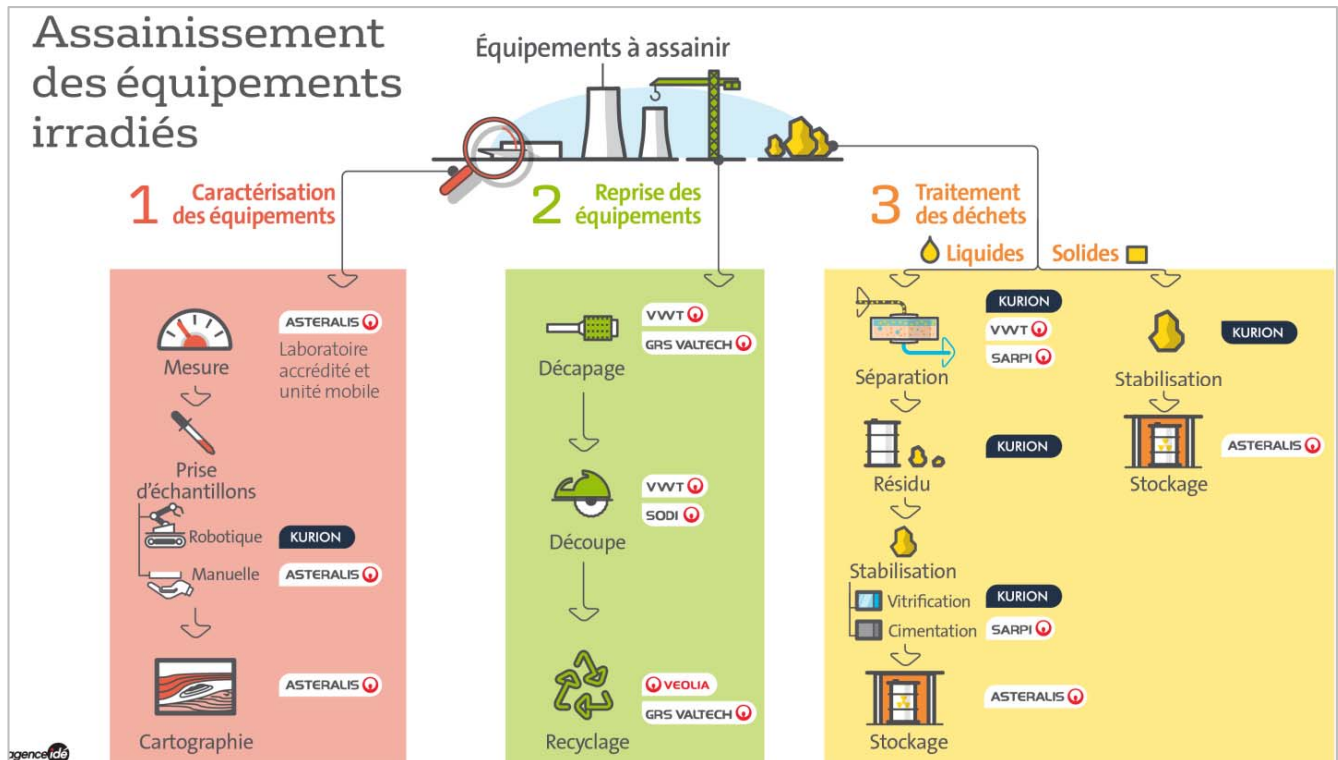 Assainissement
des équipements
irradiés
Équipements à assainir
1 Caractérisation
des équipements
ASTERALIS
Laboratoire
accrédité et
unité mobile
Mesure
Prise
d'échantillons
Robotique KURION
Manuelle ASTERALIS
ASTERALIS
Cartographie
2 Reprise des
équipements
VWT
GRS VALTECH
Décapage
VWT
SODI
Découpe
VEOLIA
GRS VALTECH
Recyclage
3 Traitement
des déchets
Liquides Solides
KURION
VWT
SARPI
Séparation
KURION
Résidu
Stabilisation
Vitrification KURION
Cimentation SARPI
ASTERALIS
Stockage
KURION
Stabilisation
ASTERALIS
Stockage
agence idé